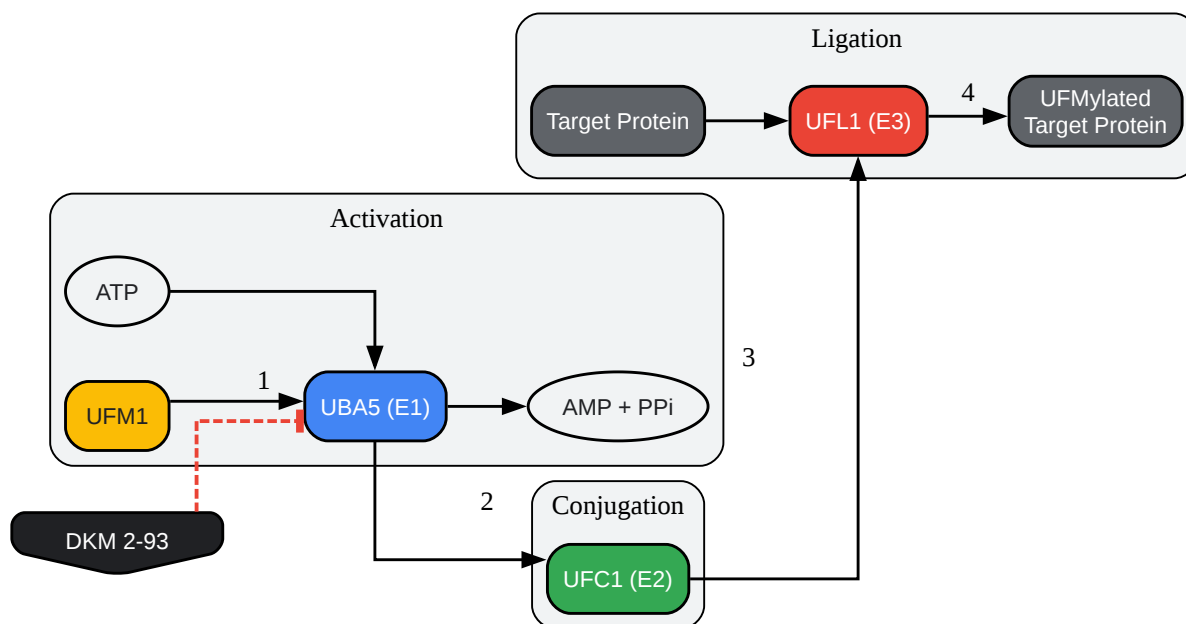 Ligation
Target Protein
UFL1 (E3)
4
UFMylated
Target Protein
Activation
ATP
3
UFM1
1
UBA5 (E1)
AMP + PPi
2
Conjugation
DKM 2-93
UFC1 (E2)